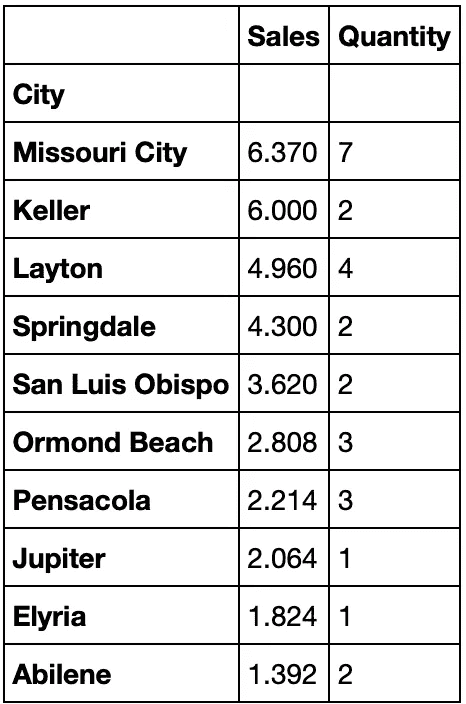 Sales Quantity
City
Missouri City 6.370 7
Keller 6.000 2
Layton 4.960 4
Springdale 4.300 2
San Luis Obispo 3.620 2
Ormond Beach 2.808 3
Pensacola 2.214 3
Jupiter 2.064 1
Elyria 1.824 1
Abilene 1.392 2